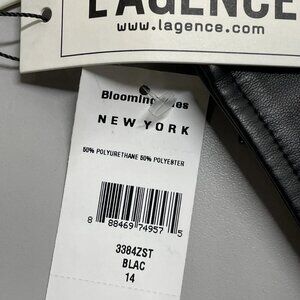 L'AGENCE
www.lagence.com
Bloomingdales
NEW YORK
50% POLYURETHANE 50% POLYESTER
8 88469 74957 5
3384ZST
BLAC
14